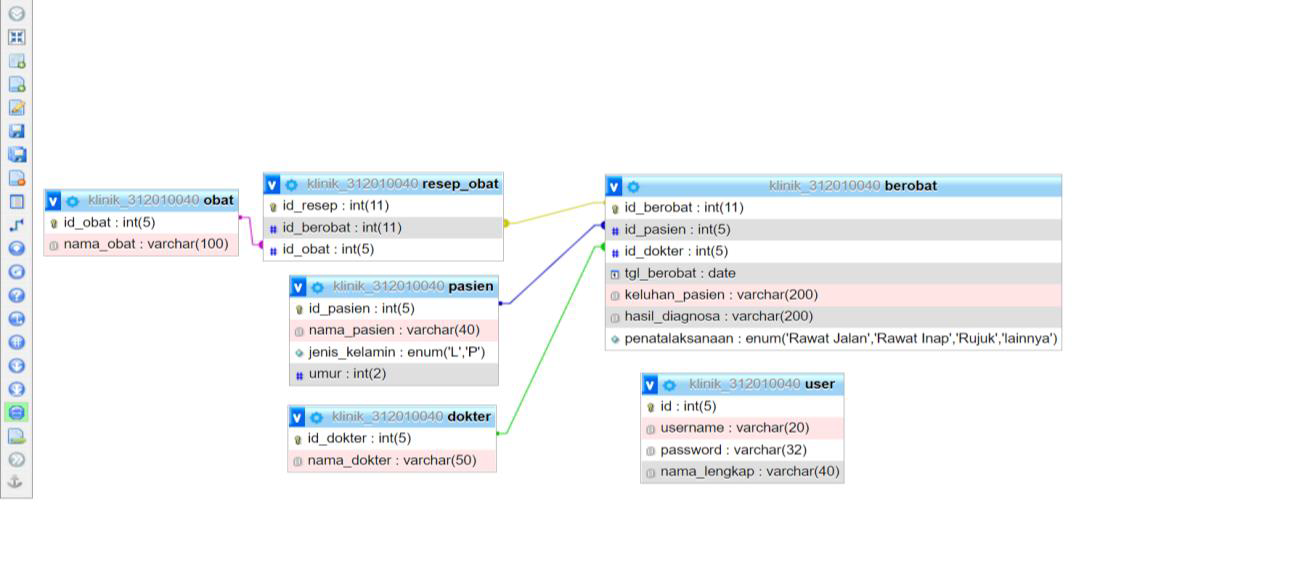 klinik_312010040 obat
id_obat : int(5)
nama_obat : varchar(100)
klinik_312010040 resep_obat
id_resep : int(11)
id_berobat : int(11)
id_obat : int(5)
klinik_312010040 pasien
id_pasien : int(5)
nama_pasien : varchar(40)
jenis_kelamin : enum('L','P')
umur : int(2)
klinik_312010040 dokter
id_dokter : int(5)
nama_dokter : varchar(50)
klinik_312010040 berobat
id_berobat : int(11)
id_pasien : int(5)
id_dokter : int(5)
tgl_berobat : date
keluhan_pasien : varchar(200)
hasil_diagnosa : varchar(200)
penatalaksanaan : enum('Rawat Jalan','Rawat Inap','Rujuk','lainnya')
klinik_312010040 user
id : int(5)
username : varchar(20)
password : varchar(32)
nama_lengkap : varchar(40)